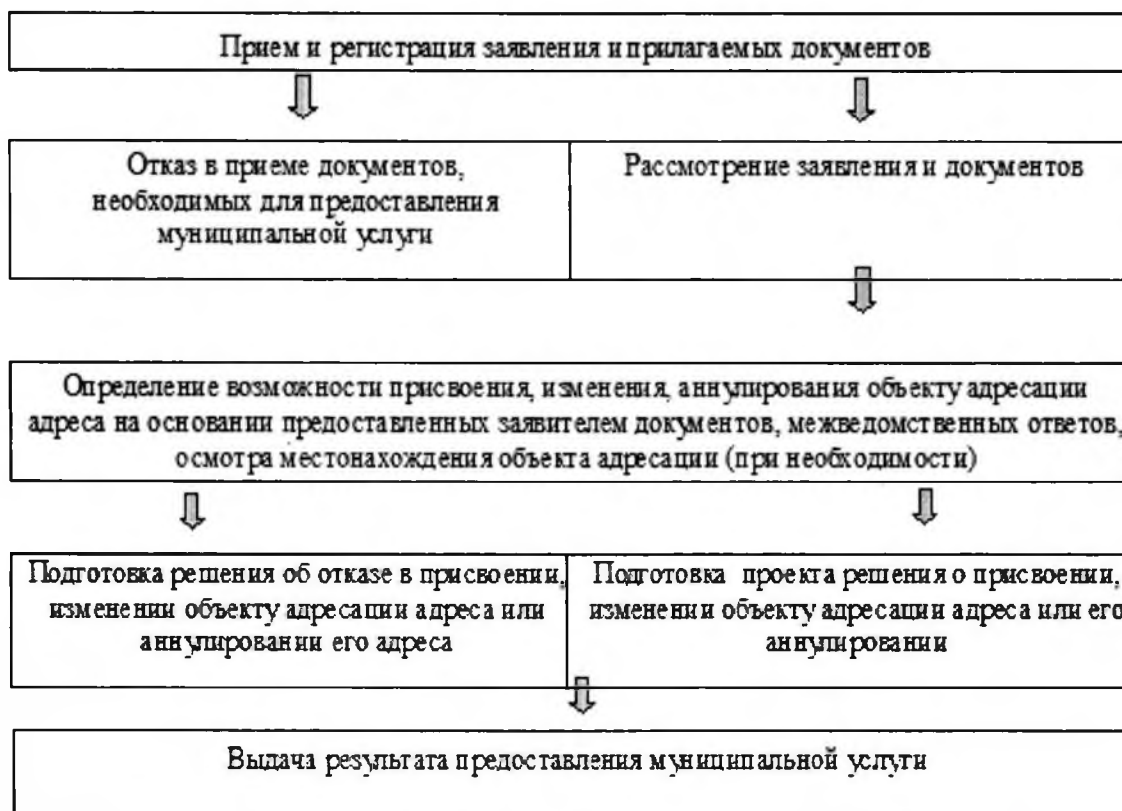 Прием и регистрация заявления и прилагаемых документов
Отказ в приеме документов,
необходимых для предоставления
муниципальной услуги
Рассмотрение заявления и документов
Определение возможности присвоения, изменения, аннулирования объекту адресации
адреса на основании предоставленных заявителем документов, межведомственных ответов,
осмотра местонахождения объекта адресации (при необходимости)
Подготовка решения об отказе в присвоении,
изменении объекту адресации адреса или
аннулировании его адреса
Подготовка проекта решения о присвоении,
изменении объекту адресации адреса или его
аннулировании
Выдача результата предоставления муниципальной услуги